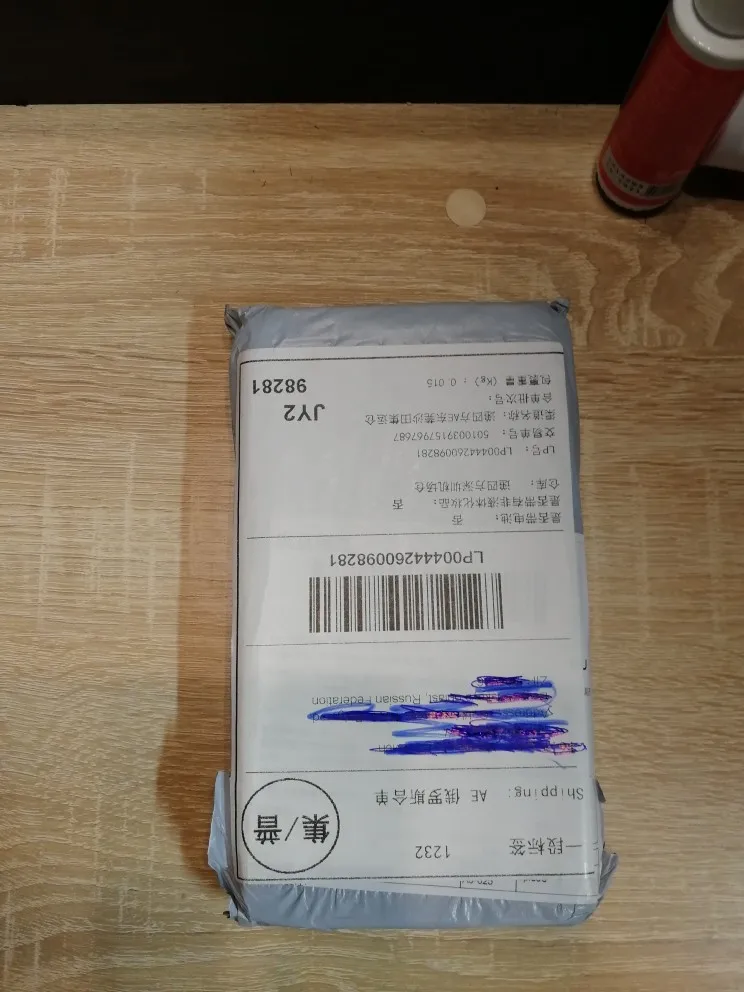 一段标签 1232
集/普
Shipping: AE 俄罗斯合单
Russian Federation
LP00444260098281
是否带电池: 否
是否带有非液体化妆品: 否
仓库: 递四方深圳机场仓
LP号: LP00444260098281
交易单号: 5010039157967687
渠道名称: 递四方AE东莞沙田集运仓
合单批次号:
包裹重量 (Kg) : 0.015
JY2
98281